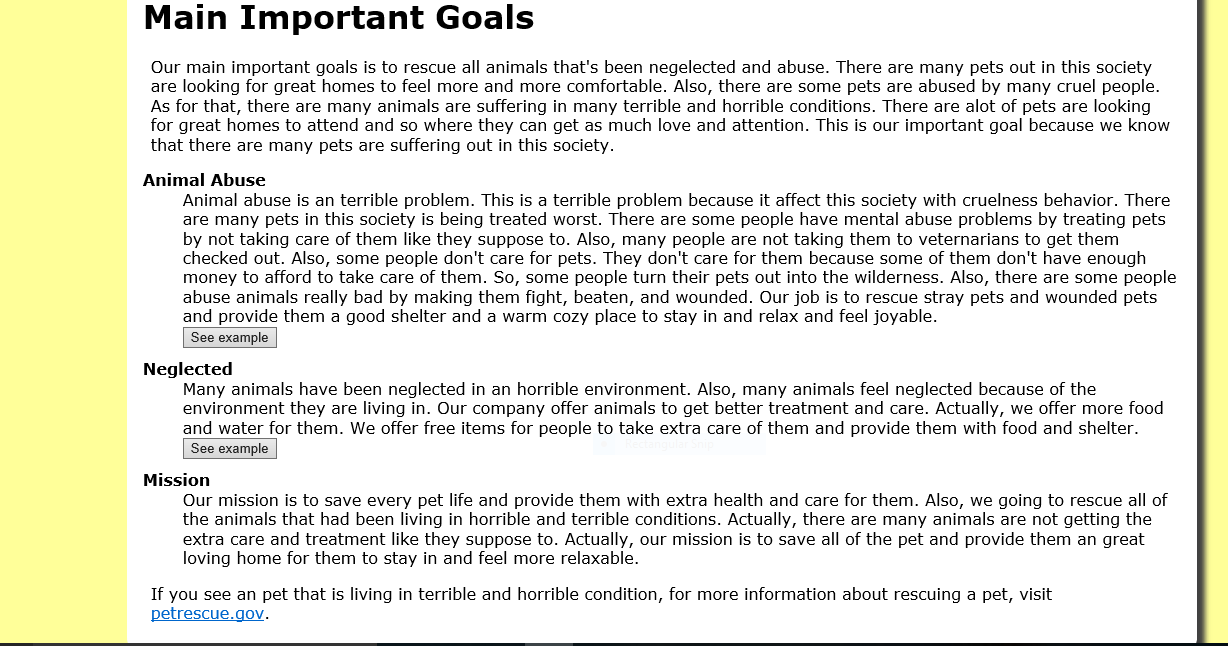 Main Important Goals
Our main important goals is to rescue all animals that's been negelected and abuse. There are many pets out in this society
are looking for great homes to feel more and more comfortable. Also, there are some pets are abused by many cruel people.
As for that, there are many animals are suffering in many terrible and horrible conditions. There are alot of pets are looking
for great homes to attend and so where they can get as much love and attention. This is our important goal because we know
that there are many pets are suffering out in this society.
Animal Abuse
Animal abuse is an terrible problem. This is a terrible problem because it affect this society with cruelness behavior. There
are many pets in this society is being treated worst. There are some people have mental abuse problems by treating pets
by not taking care of them like they suppose to. Also, many people are not taking them to veternarians to get them
checked out. Also, some people don't care for pets. They don't care for them because some of them don't have enough
money to afford to take care of them. So, some people turn their pets out into the wilderness. Also, there are some people
abuse animals really bad by making them fight, beaten, and wounded. Our job is to rescue stray pets and wounded pets
and provide them a good shelter and a warm cozy place to stay in and relax and feel joyable.
See example
Neglected
Many animals have been neglected in an horrible environment. Also, many animals feel neglected because of the
environment they are living in. Our company offer animals to get better treatment and care. Actually, we offer more food
and water for them. We offer free items for people to take extra care of them and provide them with food and shelter.
See example
Mission
Our mission is to save every pet life and provide them with extra health and care for them. Also, we going to rescue all of
the animals that had been living in horrible and terrible conditions. Actually, there are many animals are not getting the
extra care and treatment like they suppose to. Actually, our mission is to save all of the pet and provide them an great
loving home for them to stay in and feel more relaxable.
If you see an pet that is living in terrible and horrible condition, for more information about rescuing a pet, visit
petrescue.gov.